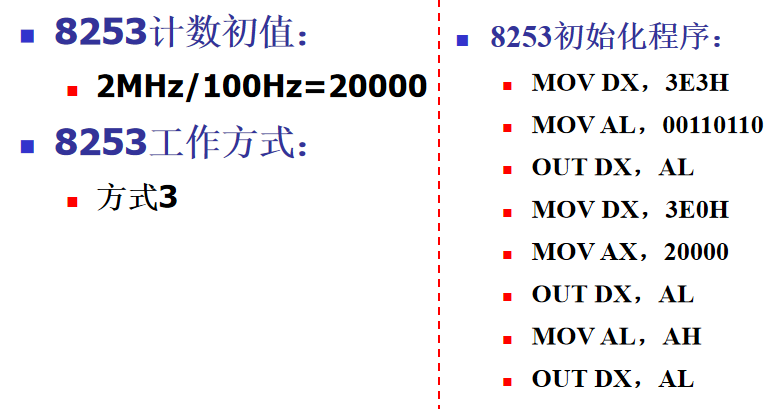 8253计数初值：
2MHz/100Hz=20000
8253工作方式：
方式3
8253初始化程序：
MOV DX，3E3H
MOV AL，00110110
OUT DX，AL
MOV DX，3E0H
MOV AX，20000
OUT DX，AL
MOV AL，AH
OUT DX，AL